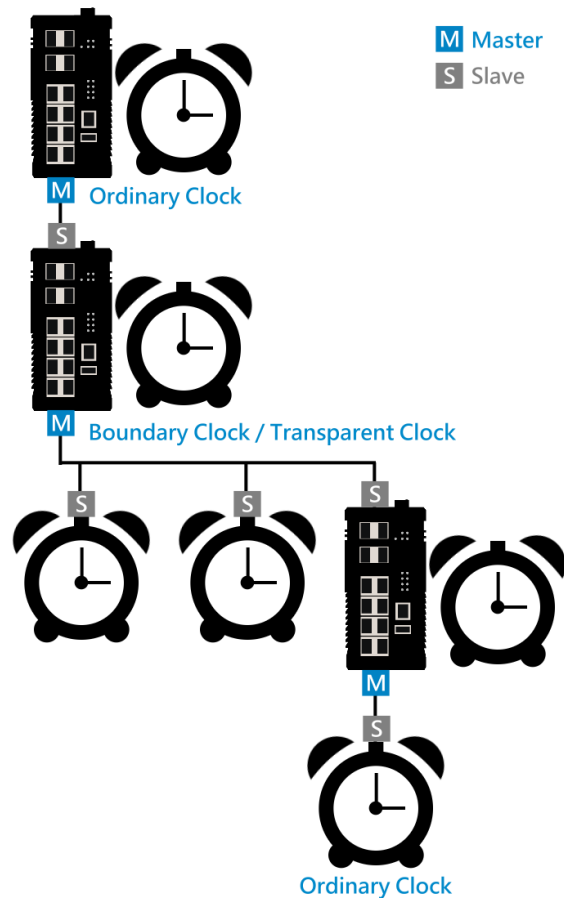 M Master
S Slave
M
Ordinary Clock
S
M
Boundary Clock / Transparent Clock
S S S
M
S
Ordinary Clock